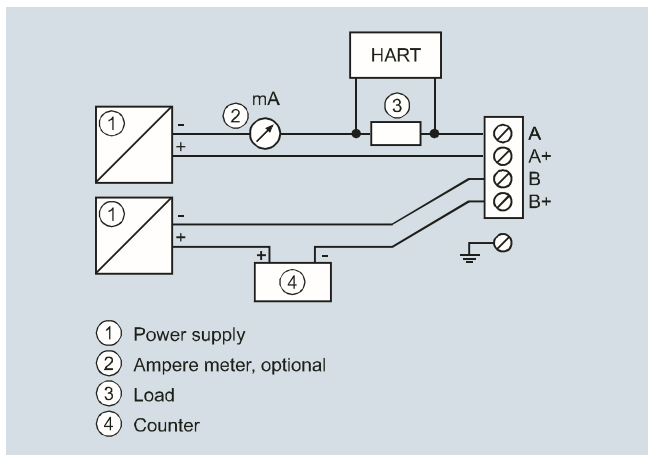 HART
mA
2
3
1
-
+
A
A+
B
B+
1
-
+
+
-
4
1 Power supply
2 Ampere meter, optional
3 Load
4 Counter